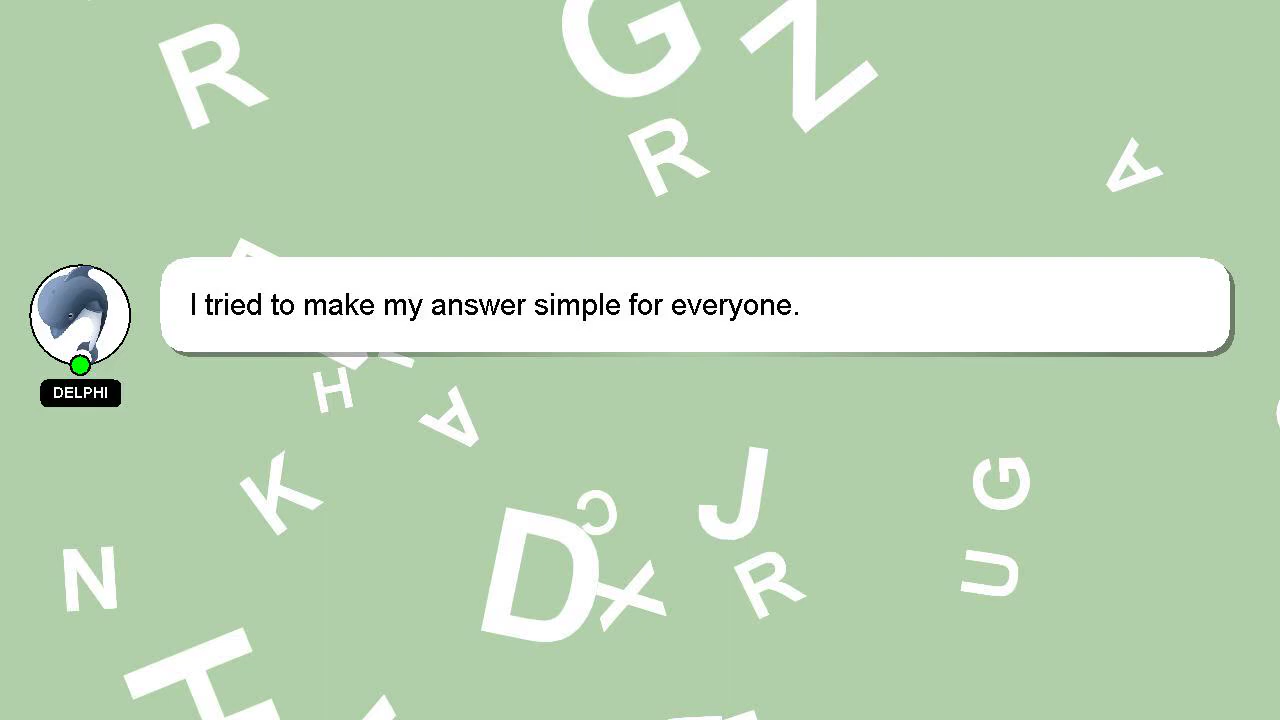 R
G
Z
R
A
I tried to make my answer simple for everyone.
DELPHI
H
A
K
J
G
C
D
N
X
R
U
H